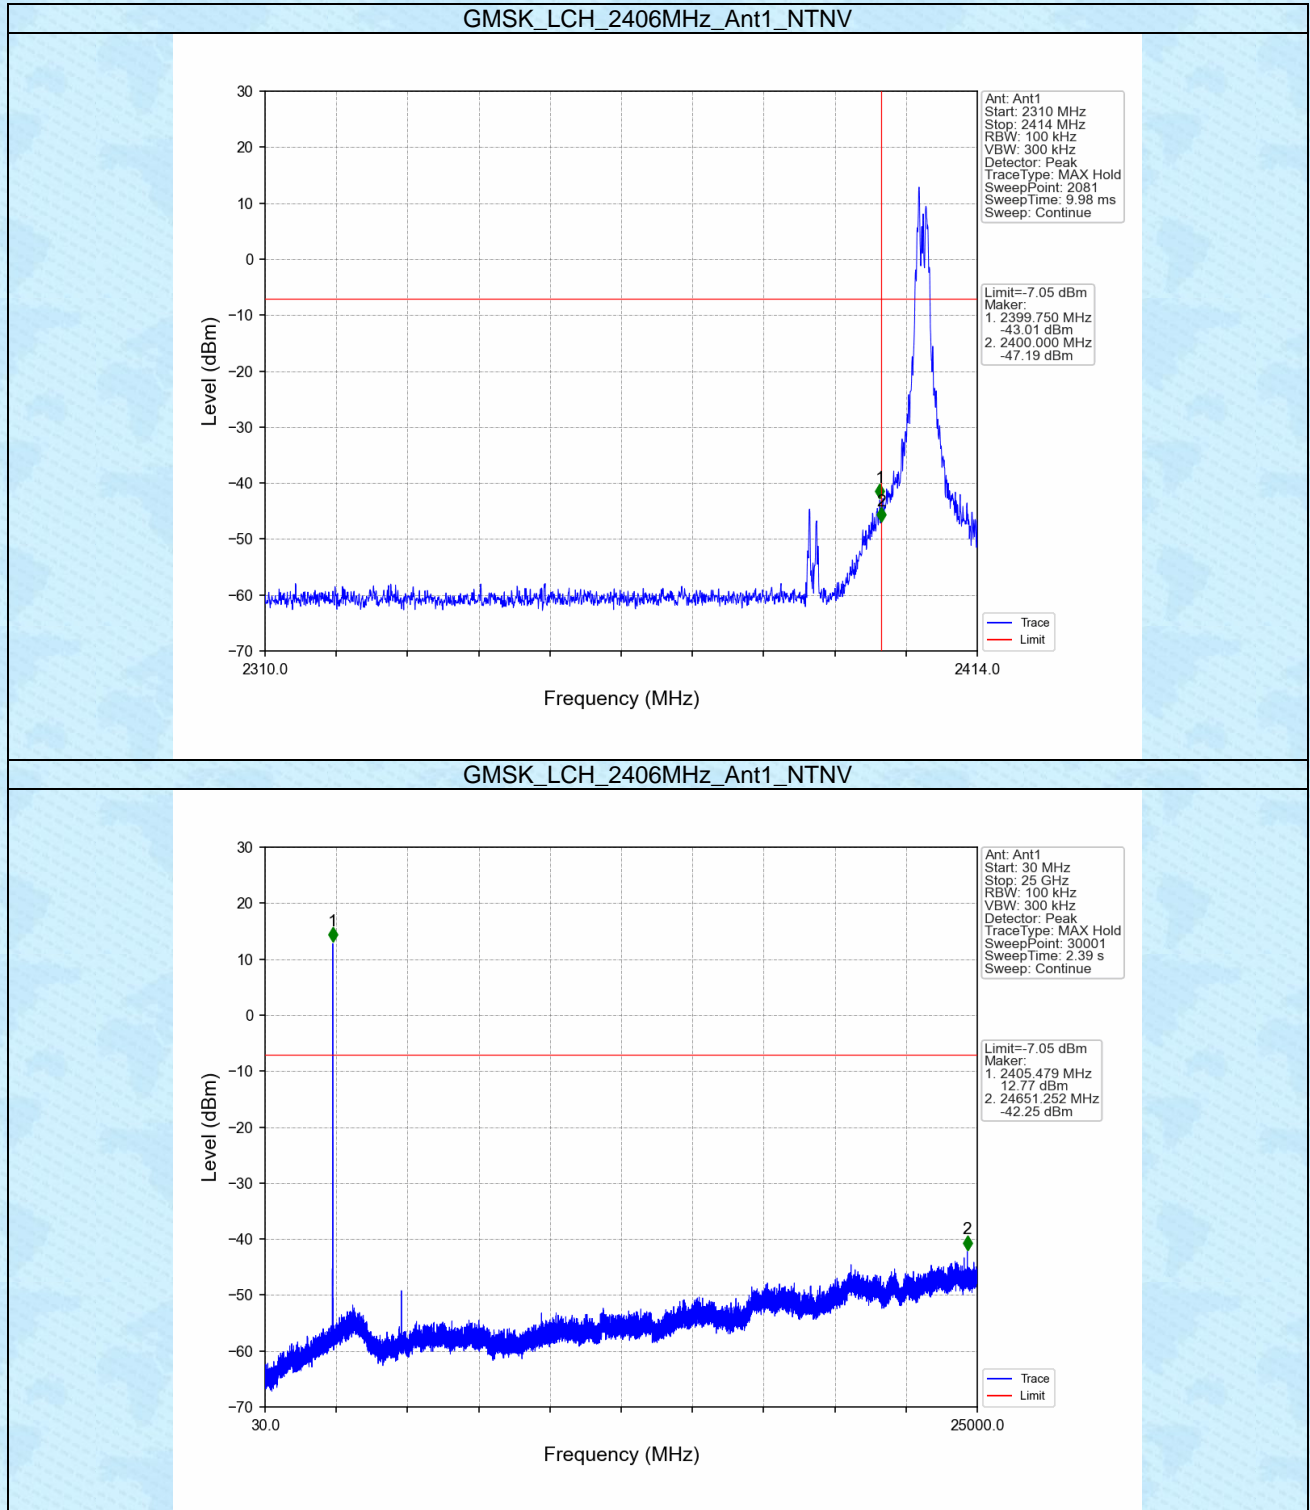 GMSK_LCH_2406MHz_Ant1_NTNV
30
20
10
0
−10
−20
−30
−40
−50
−60
−70
Level (dBm)
2310.0
2414.0
Frequency (MHz)
1
2
Ant: Ant1
Start: 2310 MHz
Stop: 2414 MHz
RBW: 100 kHz
VBW: 300 kHz
Detector: Peak
TraceType: MAX Hold
SweepPoint: 2081
SweepTime: 9.98 ms
Sweep: Continue
Limit=-7.05 dBm
Maker:
1. 2399.750 MHz
-43.01 dBm
2. 2400.000 MHz
-47.19 dBm
Trace
Limit
GMSK_LCH_2406MHz_Ant1_NTNV
30
20
10
0
−10
−20
−30
−40
−50
−60
−70
Level (dBm)
30.0
25000.0
Frequency (MHz)
1
2
Ant: Ant1
Start: 30 MHz
Stop: 25 GHz
RBW: 100 kHz
VBW: 300 kHz
Detector: Peak
TraceType: MAX Hold
SweepPoint: 30001
SweepTime: 2.39 s
Sweep: Continue
Limit=-7.05 dBm
Maker:
1. 2405.479 MHz
12.77 dBm
2. 24651.252 MHz
-42.25 dBm
Trace
Limit